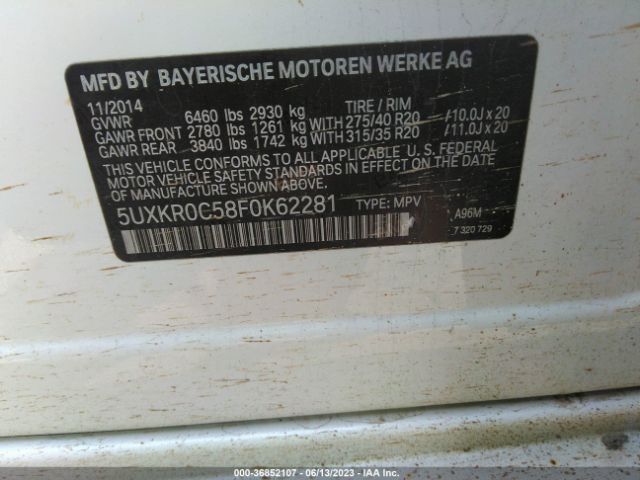 MFD BY BAYERISCHE MOTOREN WERKE AG
11/2014 TIRE / RIM
GVWR 6460 lbs 2930 kg
GAWR FRONT 2780 lbs 1261 kg WITH 275/40 R20 /10.0J x 20
GAWR REAR 3840 lbs 1742 kg WITH 315/35 R20 /11.0J x 20
THIS VEHICLE CONFORMS TO ALL APPLICABLE U. S. FEDERAL
MOTOR VEHICLE SAFETY STANDARDS IN EFFECT ON THE DATE
OF MANUFACTURE SHOWN ABOVE.
5UXKR0C58F0K62281 TYPE: MPV
A96M
7 320 729
000-36852107 - 06/13/2023 - IAA Inc.